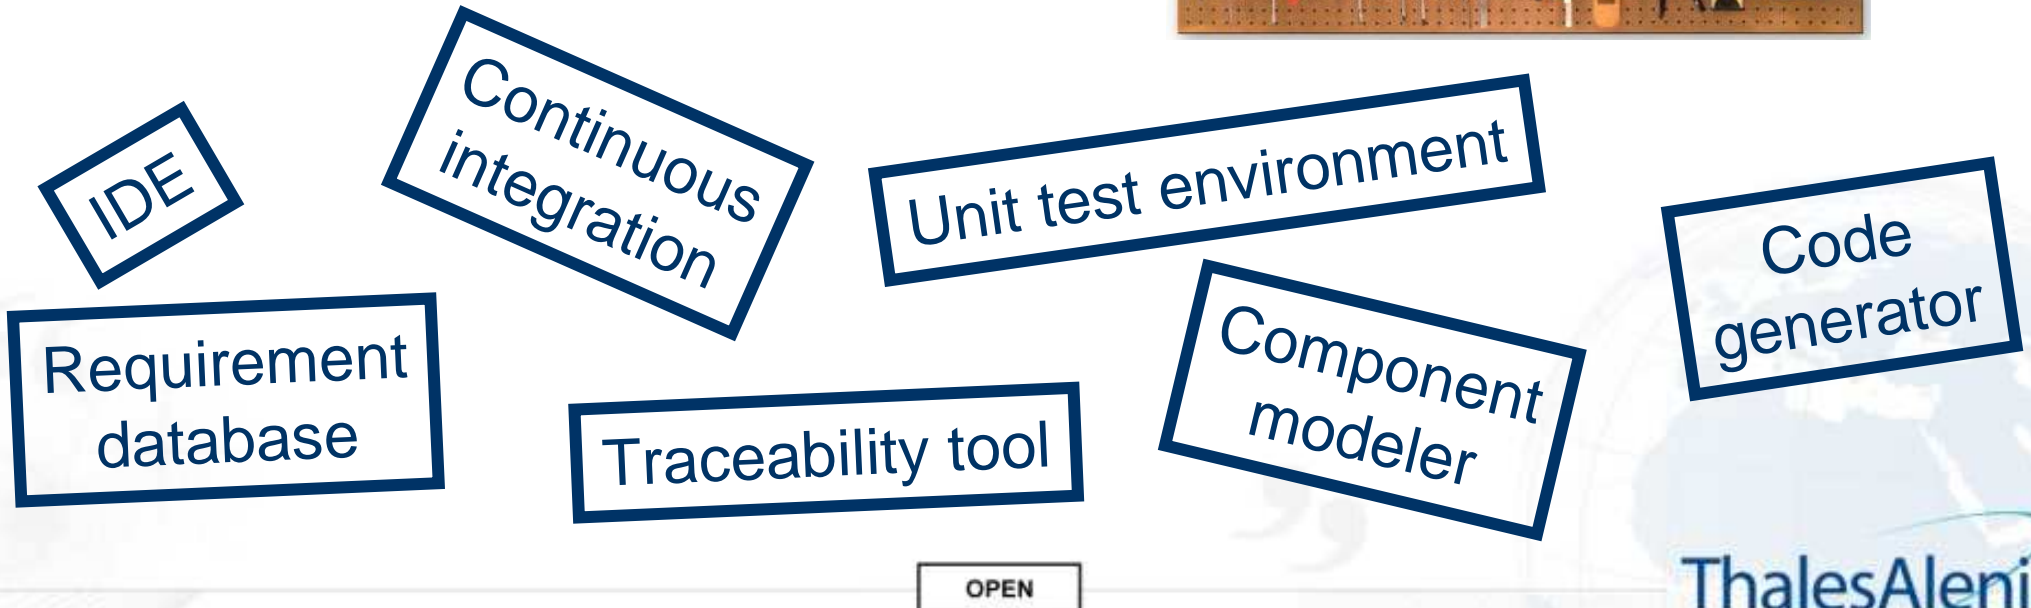 IDE
Continuous
integration
Unit test environment
Code
generator
Requirement
database
Traceability tool
Component
modeler
OPEN
ThalesAleni